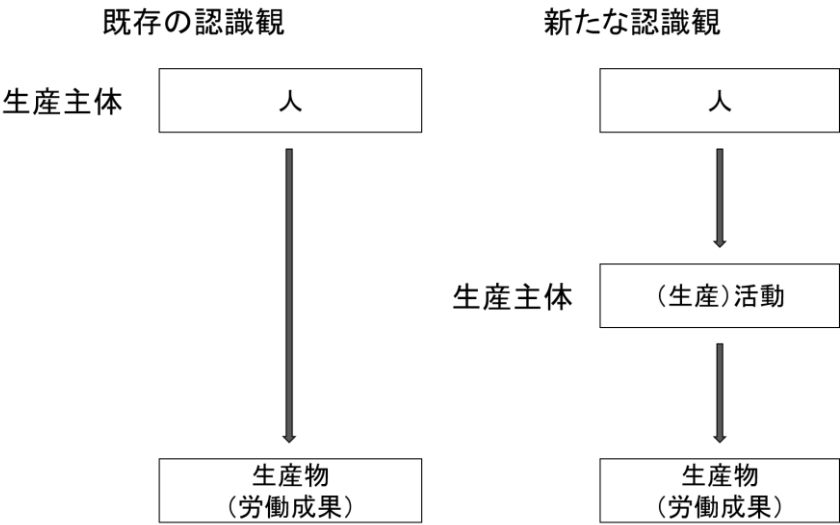 既存の認識観
新たな認識観
生産主体
人
人
生産主体
（生産）活動
生産物
（労働成果）
生産物
（労働成果）